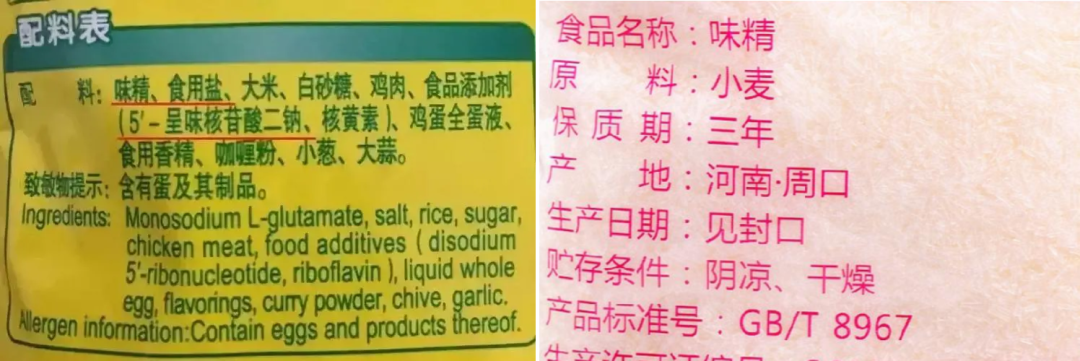 配料表
配 料：味精、食用盐、大米、白砂糖、鸡肉、食品添加剂
（5′－呈味核苷酸二钠、核黄素）、鸡蛋全蛋液、
食用香精、咖喱粉、小葱、大蒜。
致敏物提示：含有蛋及其制品。
Ingredients: Monosodium L-glutamate, salt, rice, sugar,
chicken meat, food additives ( disodium
5′-ribonucleotide, riboflavin ), liquid whole
egg, flavorings, curry powder, chive, garlic.
Allergen information:Contain eggs and products thereof.
食品名称：味精
原 料：小麦
保 质 期：三年
产 地：河南·周口
生产日期：见封口
贮存条件：阴凉、干燥
产品标准号：GB/T 8967